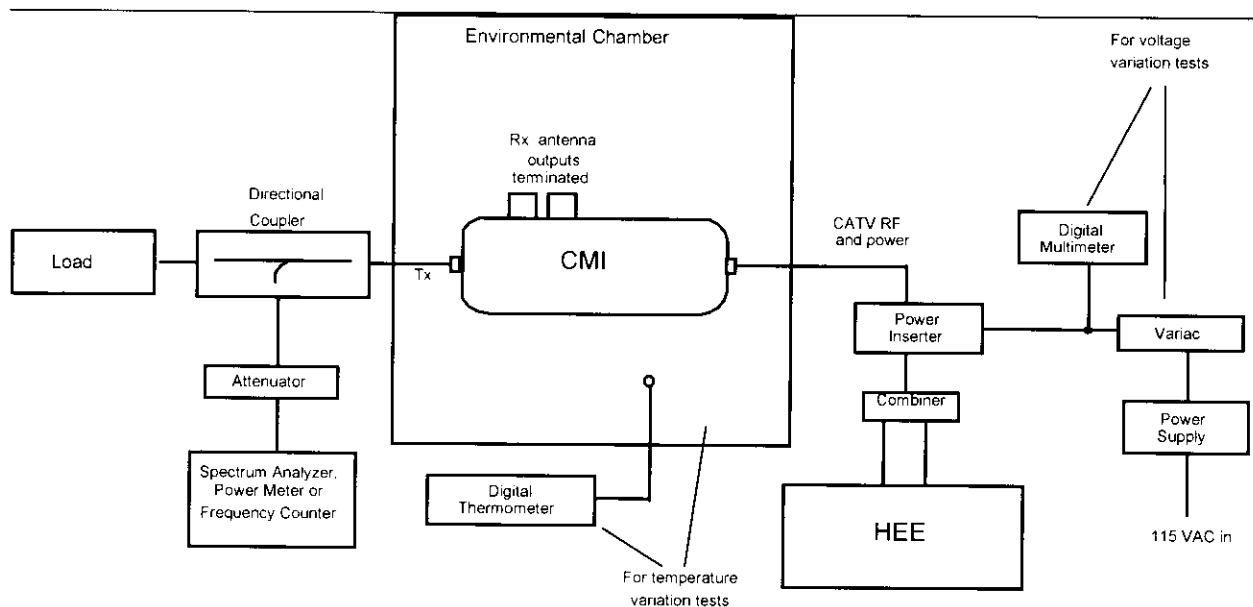 Environmental Chamber
For voltage
variation tests
Rx antenna
outputs
terminated
Directional
Coupler
Load
CMI
Tx
CATV RF
and power
Digital
Multimeter
Power
Inserter
Variac
Attenuator
Combiner
Power
Supply
Spectrum Analyzer,
Power Meter or
Frequency Counter
Digital
Thermometer
HEE
115 VAC in
For temperature
variation tests